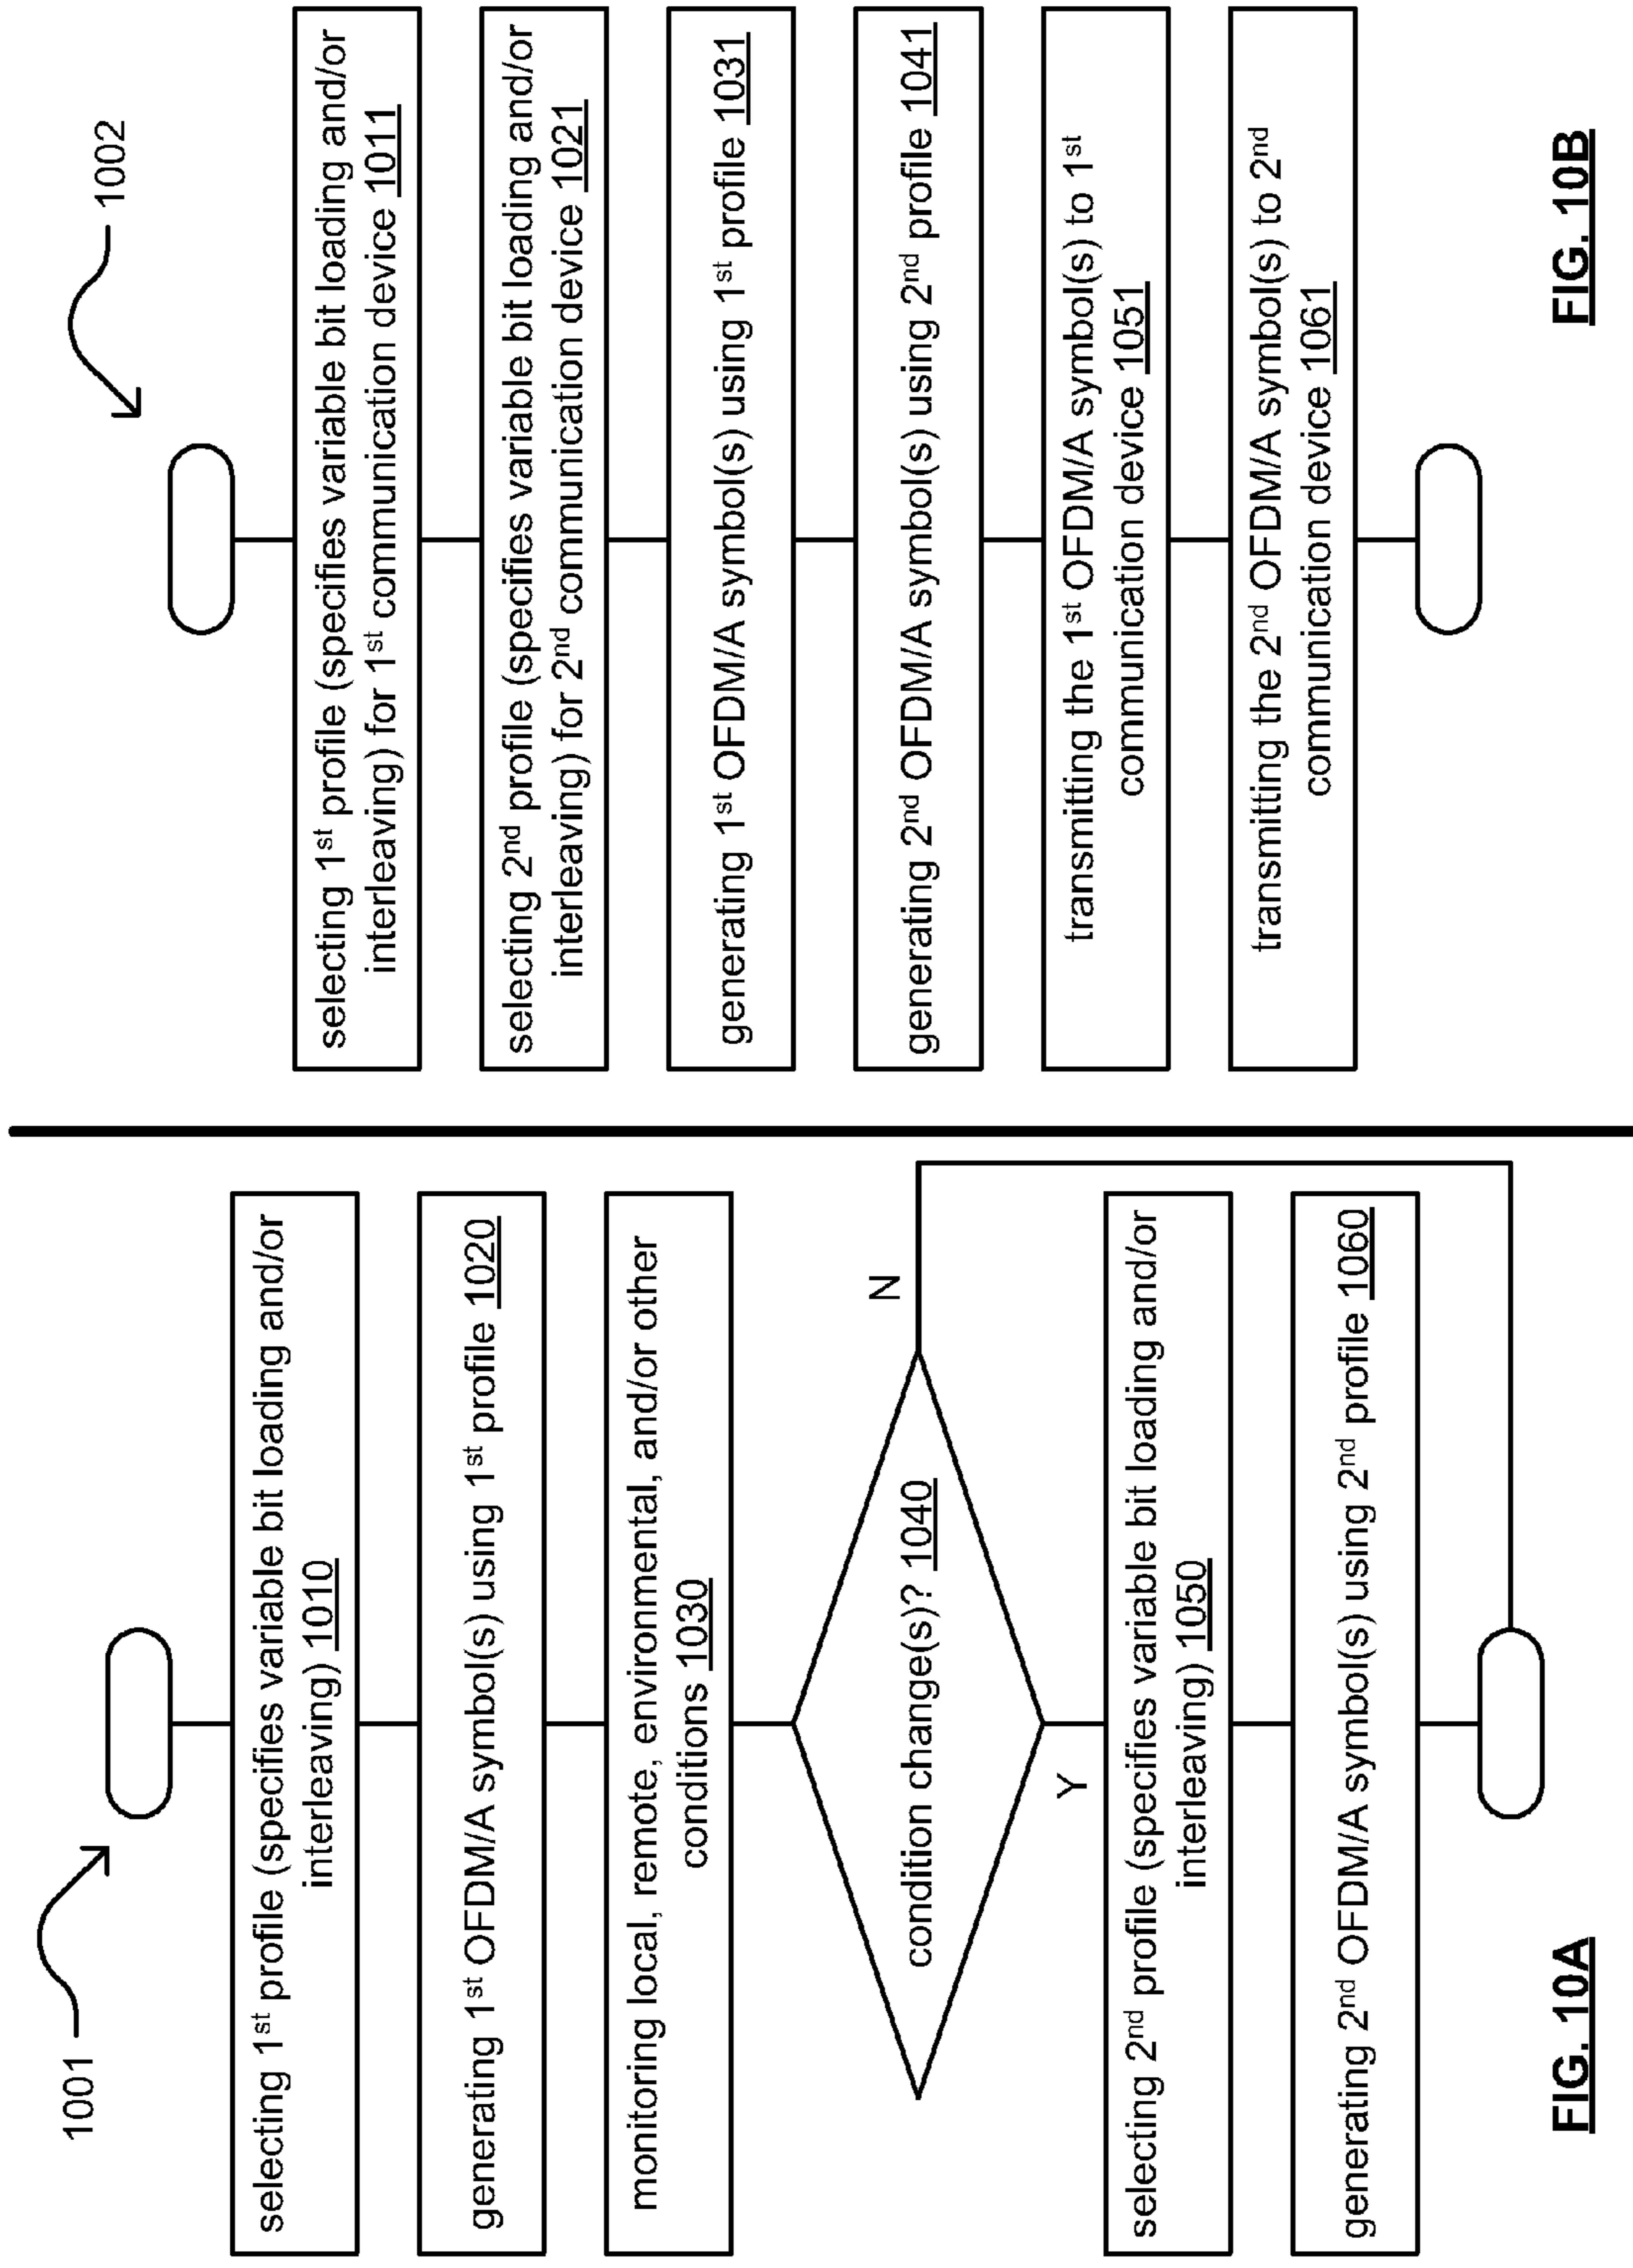 1001
selecting 1st profile (specifies variable bit loading and/or
interleaving) 1010
generating 1st OFDM/A symbol(s) using 1st profile 1020
monitoring local, remote, environmental, and/or other
conditions 1030
condition change(s)? 1040
N
Y
selecting 2nd profile (specifies variable bit loading and/or
interleaving) 1050
generating 2nd OFDM/A symbol(s) using 2nd profile 1060
FIG. 10A
1002
selecting 1st profile (specifies variable bit loading and/or
interleaving) for 1st communication device 1011
selecting 2nd profile (specifies variable bit loading and/or
interleaving) for 2nd communication device 1021
generating 1st OFDM/A symbol(s) using 1st profile 1031
generating 2nd OFDM/A symbol(s) using 2nd profile 1041
transmitting the 1st OFDM/A symbol(s) to 1st
communication device 1051
transmitting the 2nd OFDM/A symbol(s) to 2nd
communication device 1061
FIG. 10B